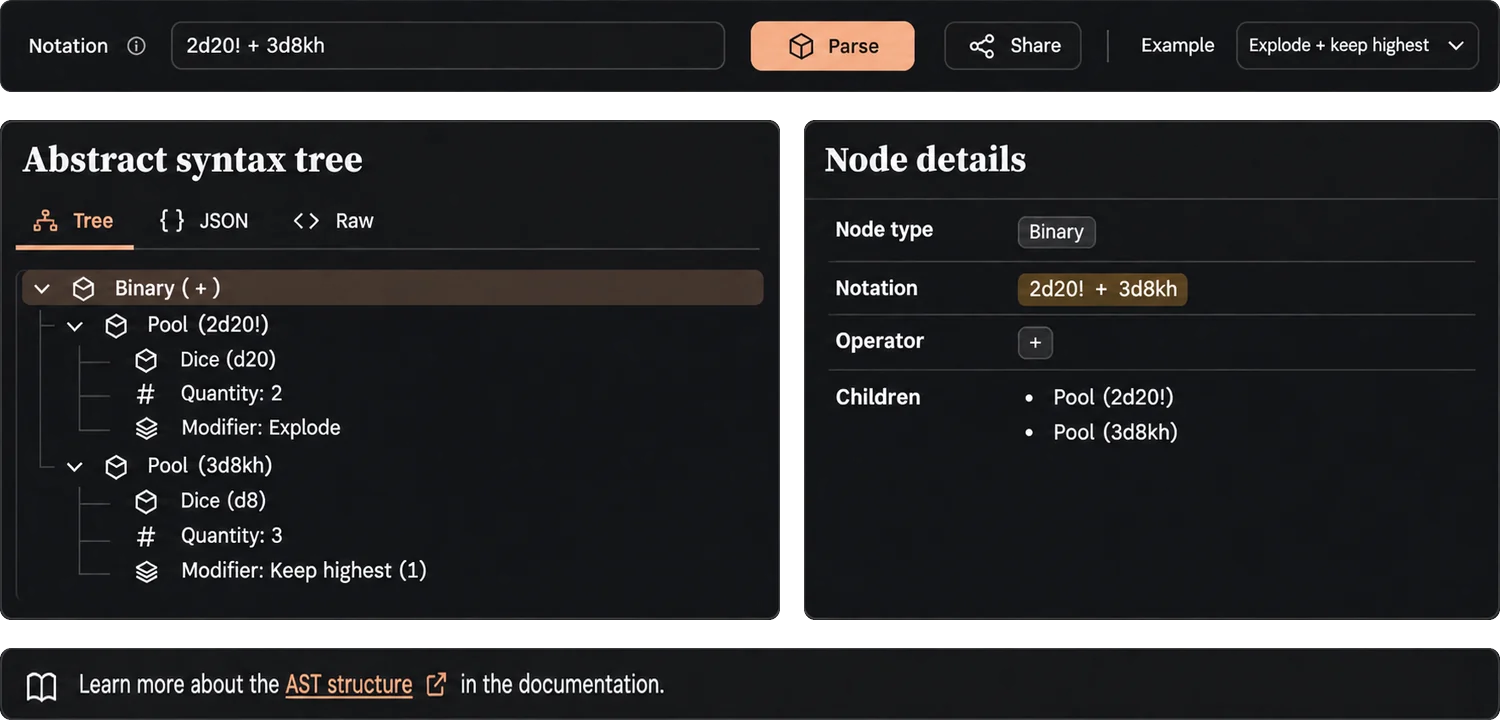 Notation 2d20! + 3d8kh Parse Share Example Explode + keep highest
Abstract syntax tree
Tree {} JSON <> Raw
Binary ( + )
Pool (2d20!)
Dice (d20)
# Quantity: 2
Modifier: Explode
Pool (3d8kh)
Dice (d8)
# Quantity: 3
Modifier: Keep highest (1)
Node details
Node type Binary
Notation 2d20! + 3d8kh
Operator +
Children • Pool (2d20!)
• Pool (3d8kh)
Learn more about the AST structure in the documentation.